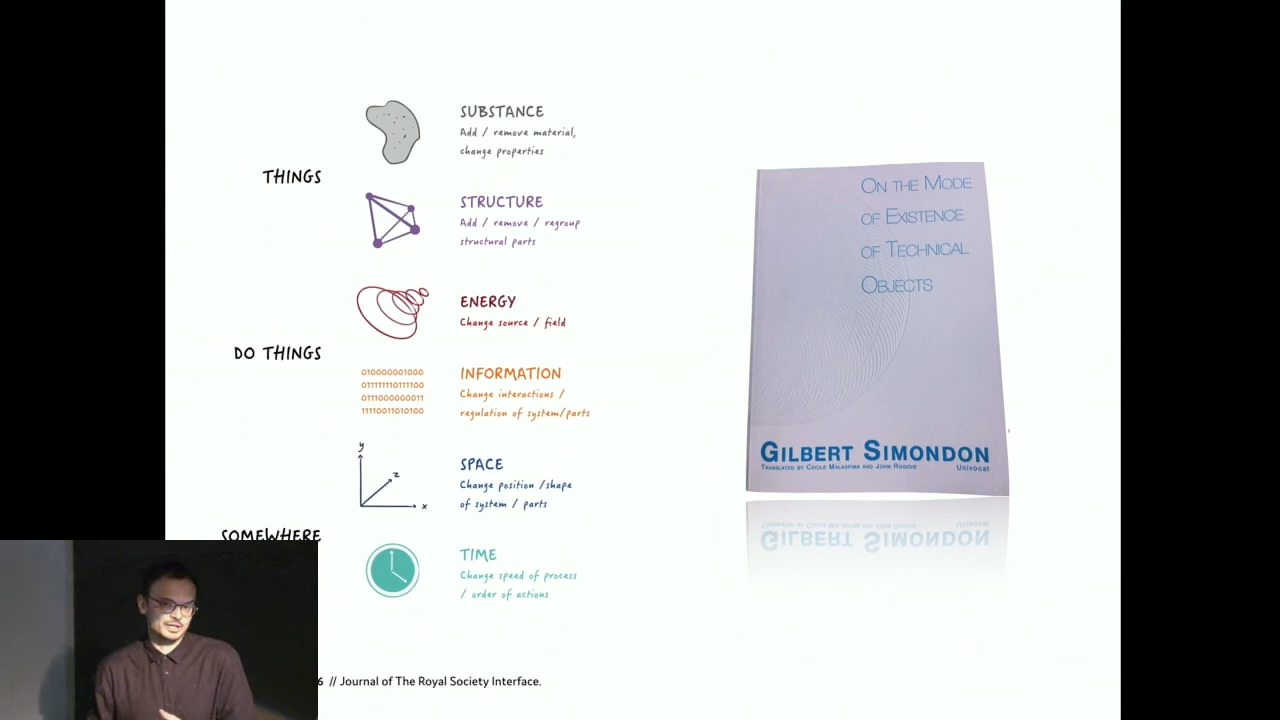 THINGS
SUBSTANCE
Add / remove material,
change properties
STRUCTURE
Add / remove / regroup
structural parts
DO THINGS
ENERGY
Change source / field
010000001000
01111110111100
0111000000011
11110011010100
INFORMATION
Change interactions /
regulation of system/parts
SOMEWHERE
y
z
x
SPACE
Change position /shape
of system / parts
TIME
Change speed of process
/ order of actions
6 // Journal of The Royal Society Interface.
ON THE MODE
OF EXISTENCE
OF TECHNICAL
OBJECTS
GILBERT SIMONDON
TRANSLATED BY CECILE MALASPINA AND JOHN ROGOVE
Univocal